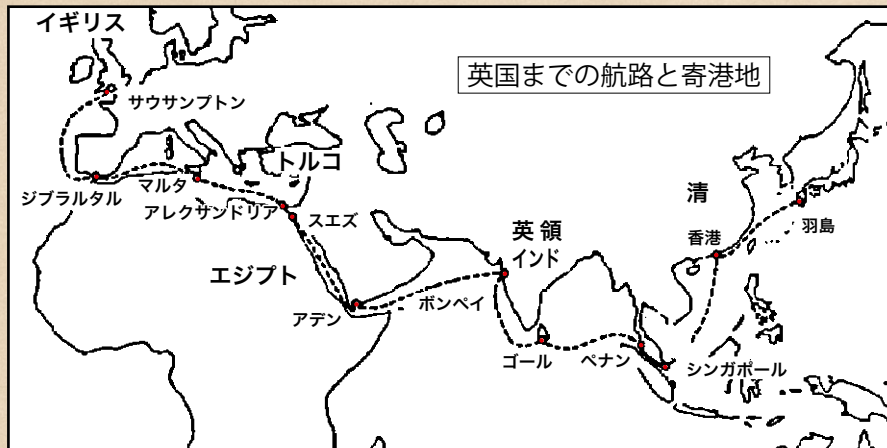 イギリス
英国までの航路と寄港地
サウサンプトン
トルコ
ジブラルタル
マルタ
アレクサンドリア
スエズ
清
羽島
香港
英 領
インド
エジプト
ボンペイ
アデン
ゴール
ペナン
シンガポール